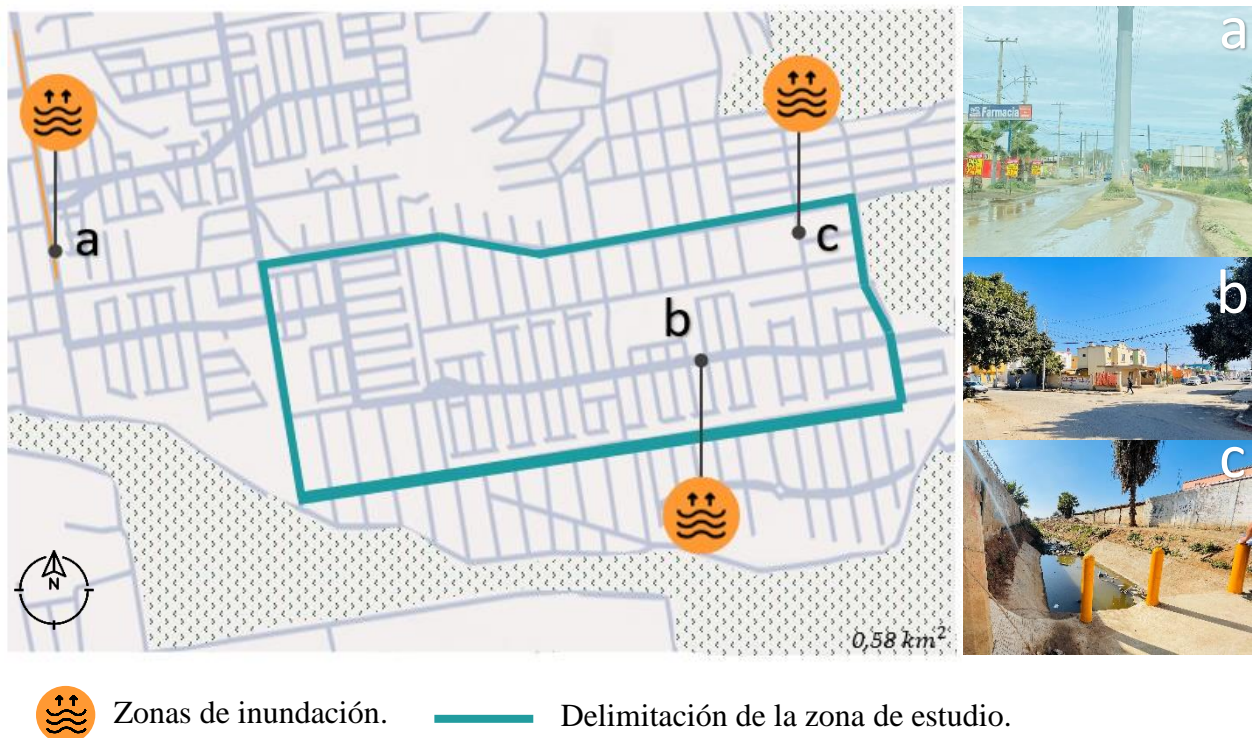 a
b
c
N
0,58 km²
a
Farmacia
b
c
Zonas de inundación.
Delimitación de la zona de estudio.